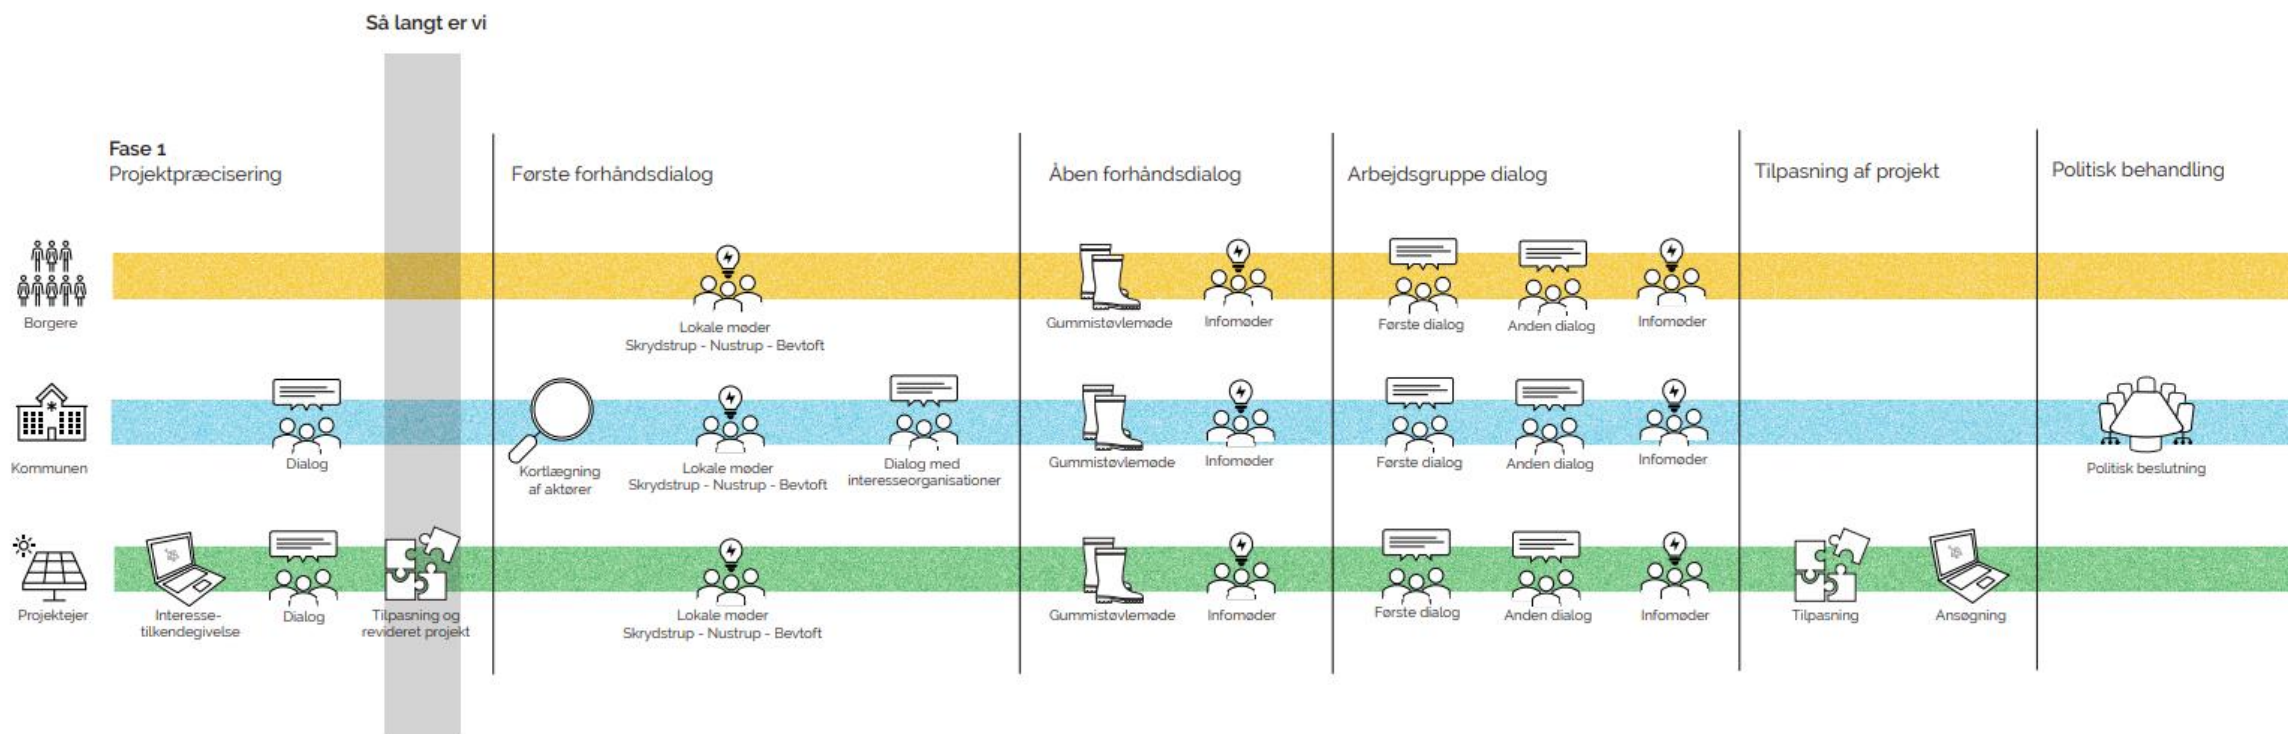 Så langt er vi
Fase 1
Projektpræcisering
Første forhåndsdialog
Åben forhåndsdialog
Arbejdsgruppe dialog
Tilpasning af projekt
Politisk behandling
Borgere
Lokale møder
Skrydstrup - Nustrup - Bevtoft
Gummistøvlemøde
Infomøder
Første dialog
Anden dialog
Infomøder
Kommunen
Dialog
Kortlægning
af aktører
Lokale møder
Skrydstrup - Nustrup - Bevtoft
Dialog med
interesseorganisationer
Gummistøvlemøde
Infomøder
Første dialog
Anden dialog
Infomøder
Politisk beslutning
Projektejer
Interesse-
tilkendegivelse
Dialog
Tilpasning og
revideret projekt
Lokale møder
Skrydstrup - Nustrup - Bevtoft
Gummistøvlemøde
Infomøder
Første dialog
Anden dialog
Infomøder
Tilpasning
Ansøgning